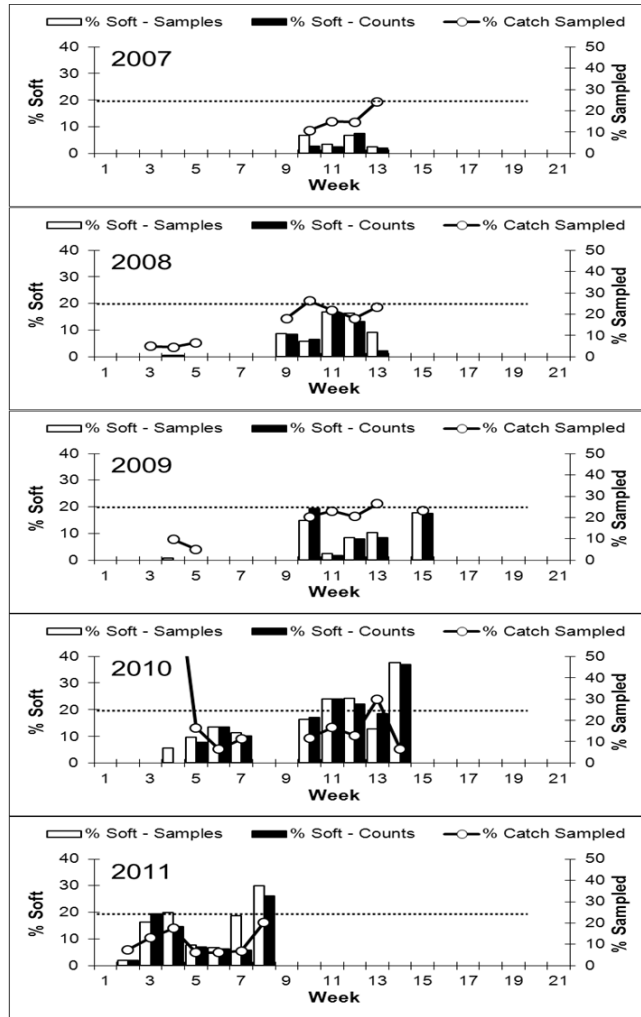 % Soft - Samples % Soft - Counts % Catch Sampled
2007
% Soft
% Sampled
40 30 20 10 0
50 40 30 20 10 0
1 3 5 7 9 11 13 15 17 19 21
Week
% Soft - Samples % Soft - Counts % Catch Sampled
2008
% Soft
% Sampled
40 30 20 10 0
50 40 30 20 10 0
1 3 5 7 9 11 13 15 17 19 21
Week
% Soft - Samples % Soft - Counts % Catch Sampled
2009
% Soft
% Sampled
40 30 20 10 0
50 40 30 20 10 0
1 3 5 7 9 11 13 15 17 19 21
Week
% Soft - Samples % Soft - Counts % Catch Sampled
2010
% Soft
% Sampled
40 30 20 10 0
50 40 30 20 10 0
1 3 5 7 9 11 13 15 17 19 21
Week
% Soft - Samples % Soft - Counts % Catch Sampled
2011
% Soft
% Sampled
40 30 20 10 0
50 40 30 20 10 0
1 3 5 7 9 11 13 15 17 19 21
Week